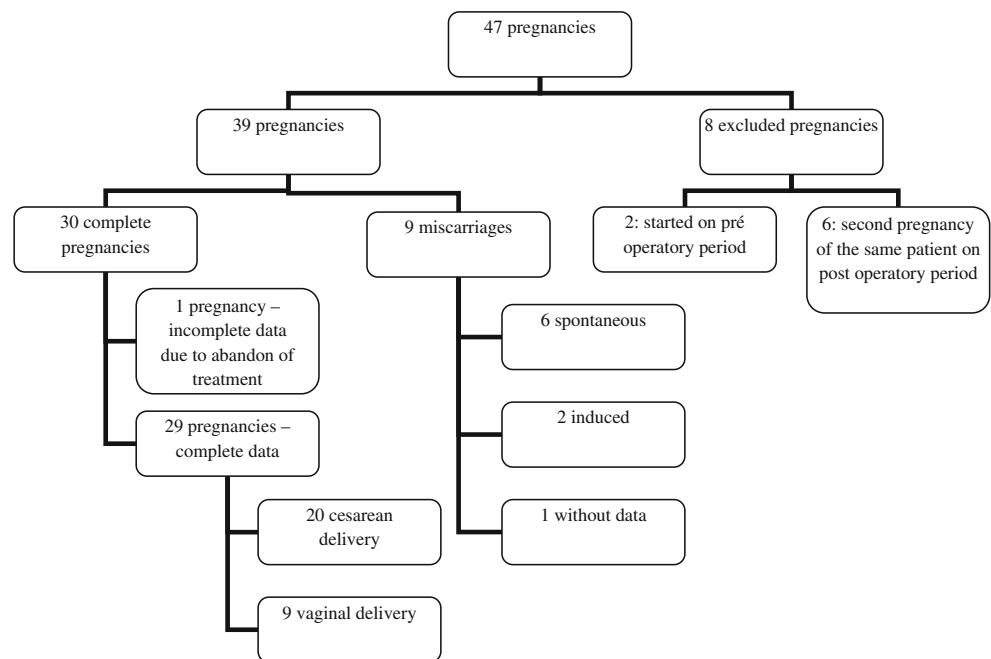 47 pregnancies
39 pregnancies
8 excluded pregnancies
30 complete
pregnancies
9 miscarriages
2: started on pré
operatory period
6: second pregnancy
of the same patient on
post operatory period
1 pregnancy –
incomplete data
due to abandon of
treatment
29 pregnancies –
complete data
20 cesarean
delivery
9 vaginal delivery
6 spontaneous
2 induced
1 without data